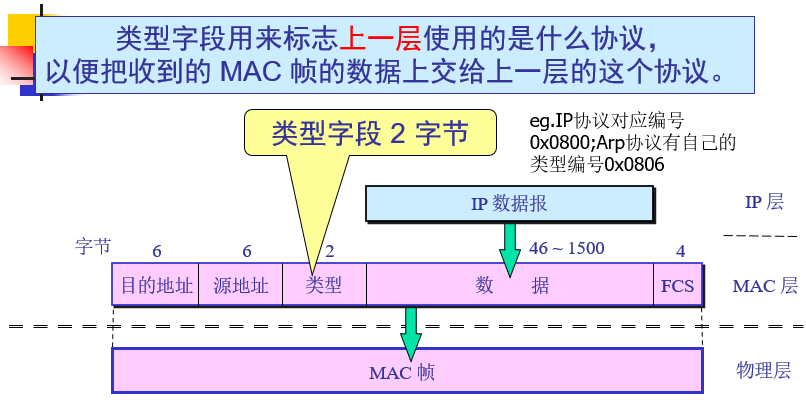 类型字段用来标志上一层使用的是什么协议，
以便把收到的 MAC 帧的数据上交给上一层的这个协议。
类型字段 2 字节
eg.IP协议对应编号
0x0800;Arp协议有自己的
类型编号0x0806
IP 数据报
IP 层
字节
6
6
2
46 ~ 1500
4
目的地址
源地址
类型
数 据
FCS
MAC 层
MAC 帧
物理层